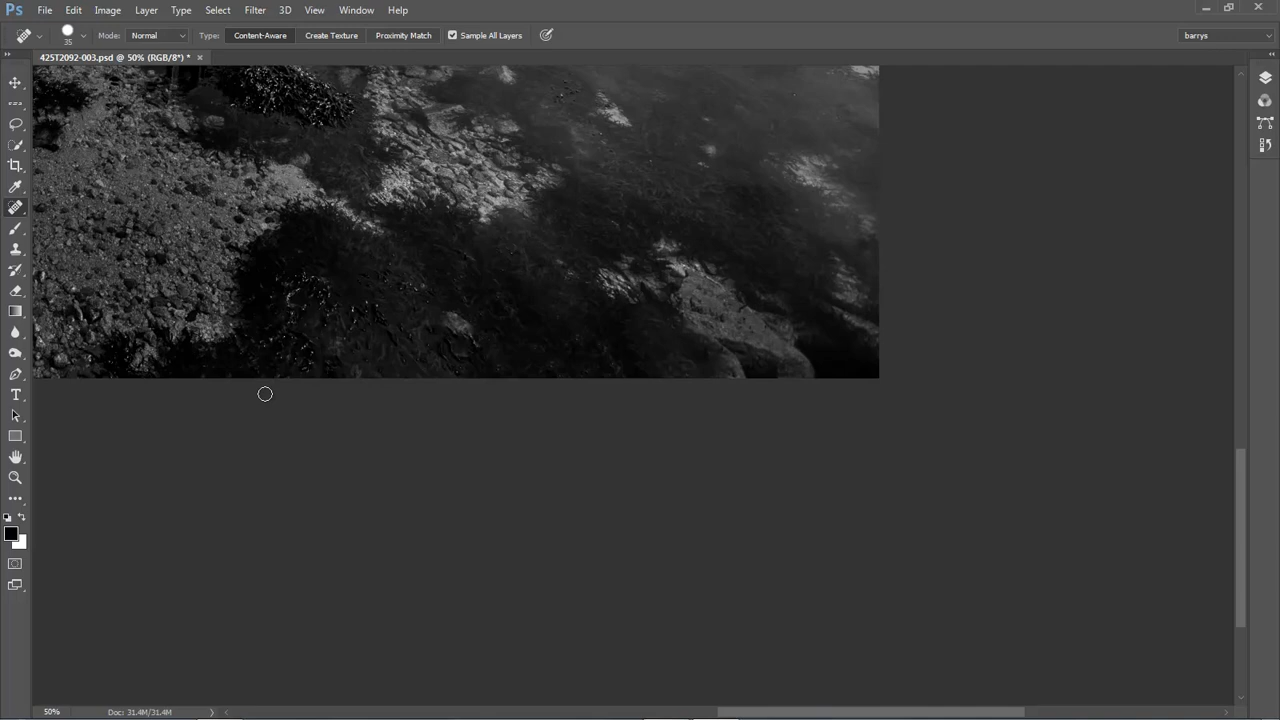 Ps File Edit Image Layer Type Select Filter 3D View Window Help
35 Mode: Normal Type: Content-Aware Create Texture Proximity Match Sample All Layers barrys
425T2092-003.psd @ 50% (RGB/8*) *
T
50% Doc: 31.4M/31.4M